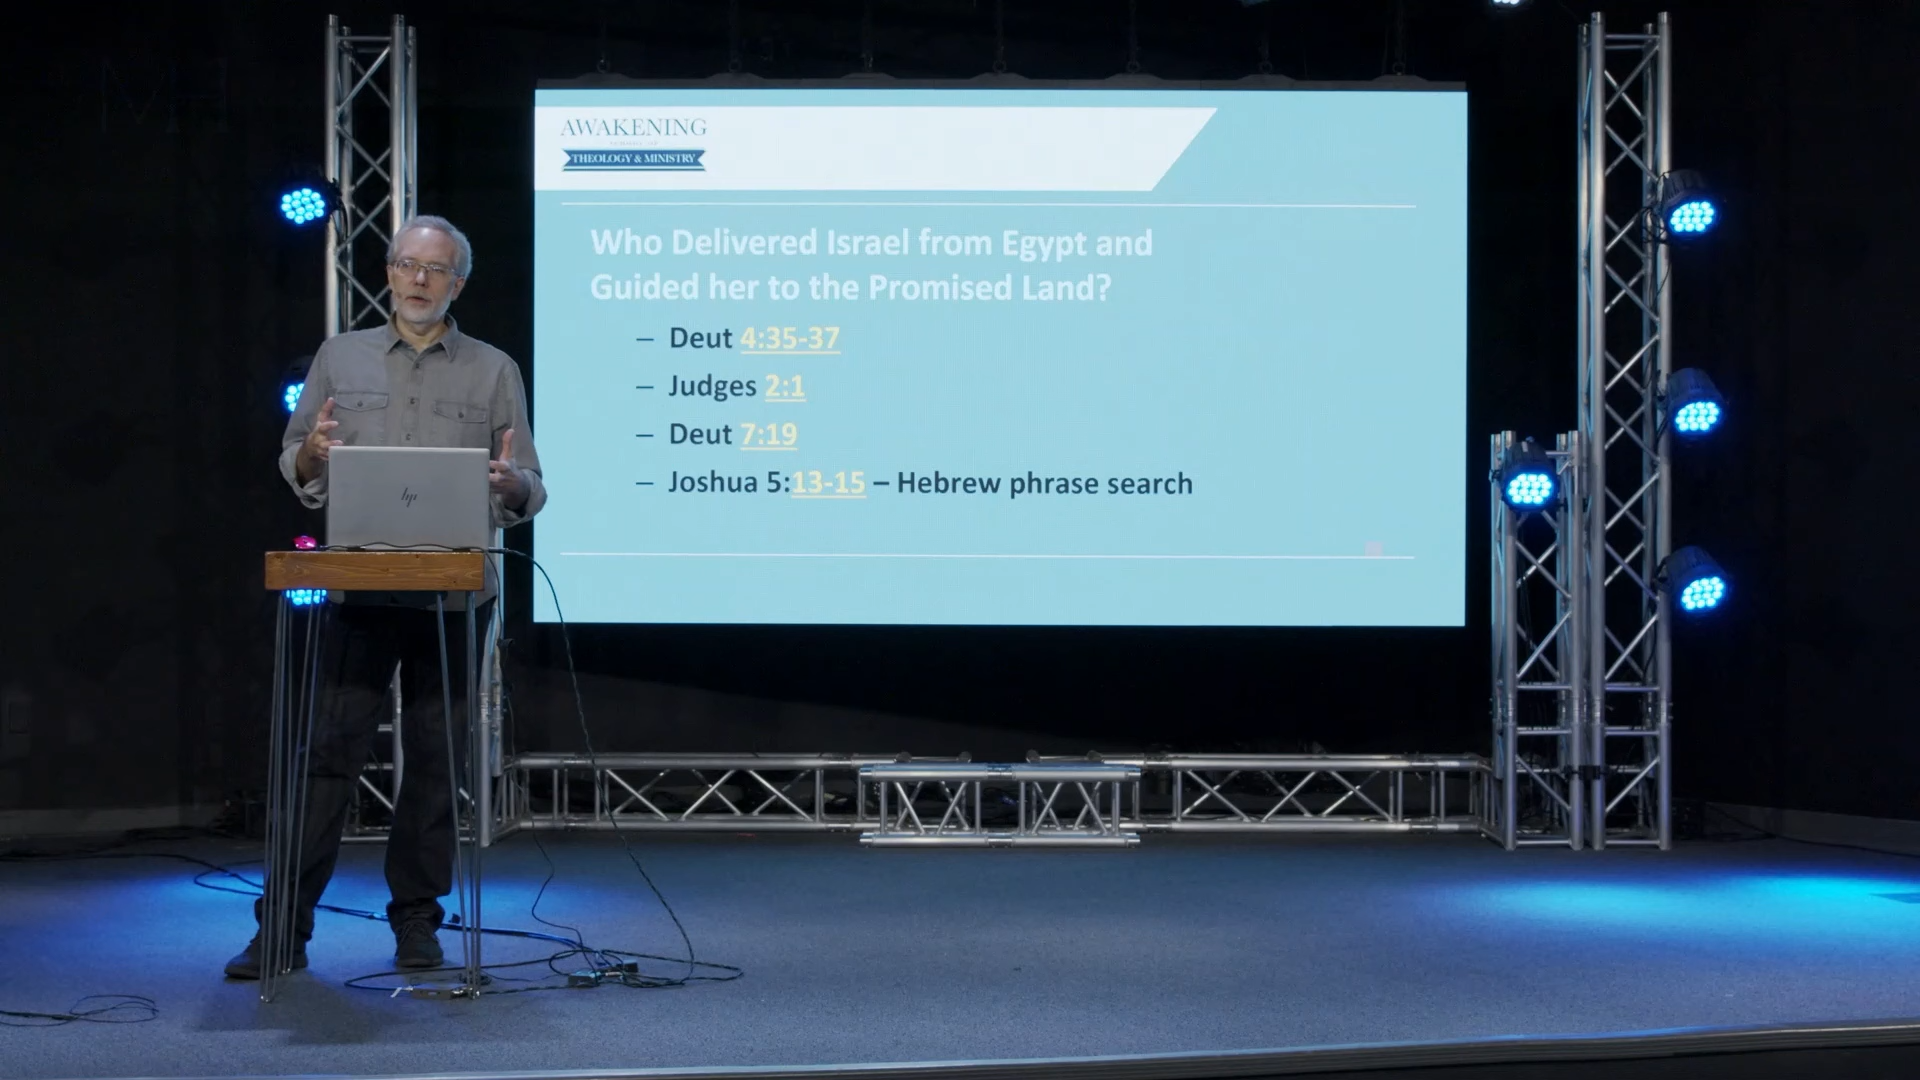 AWAKENING
THEOLOGY & MINISTRY
Who Delivered Israel from Egypt and
Guided her to the Promised Land?
– Deut 4:35-37
– Judges 2:1
– Deut 7:19
– Joshua 5:13-15 – Hebrew phrase search
hp